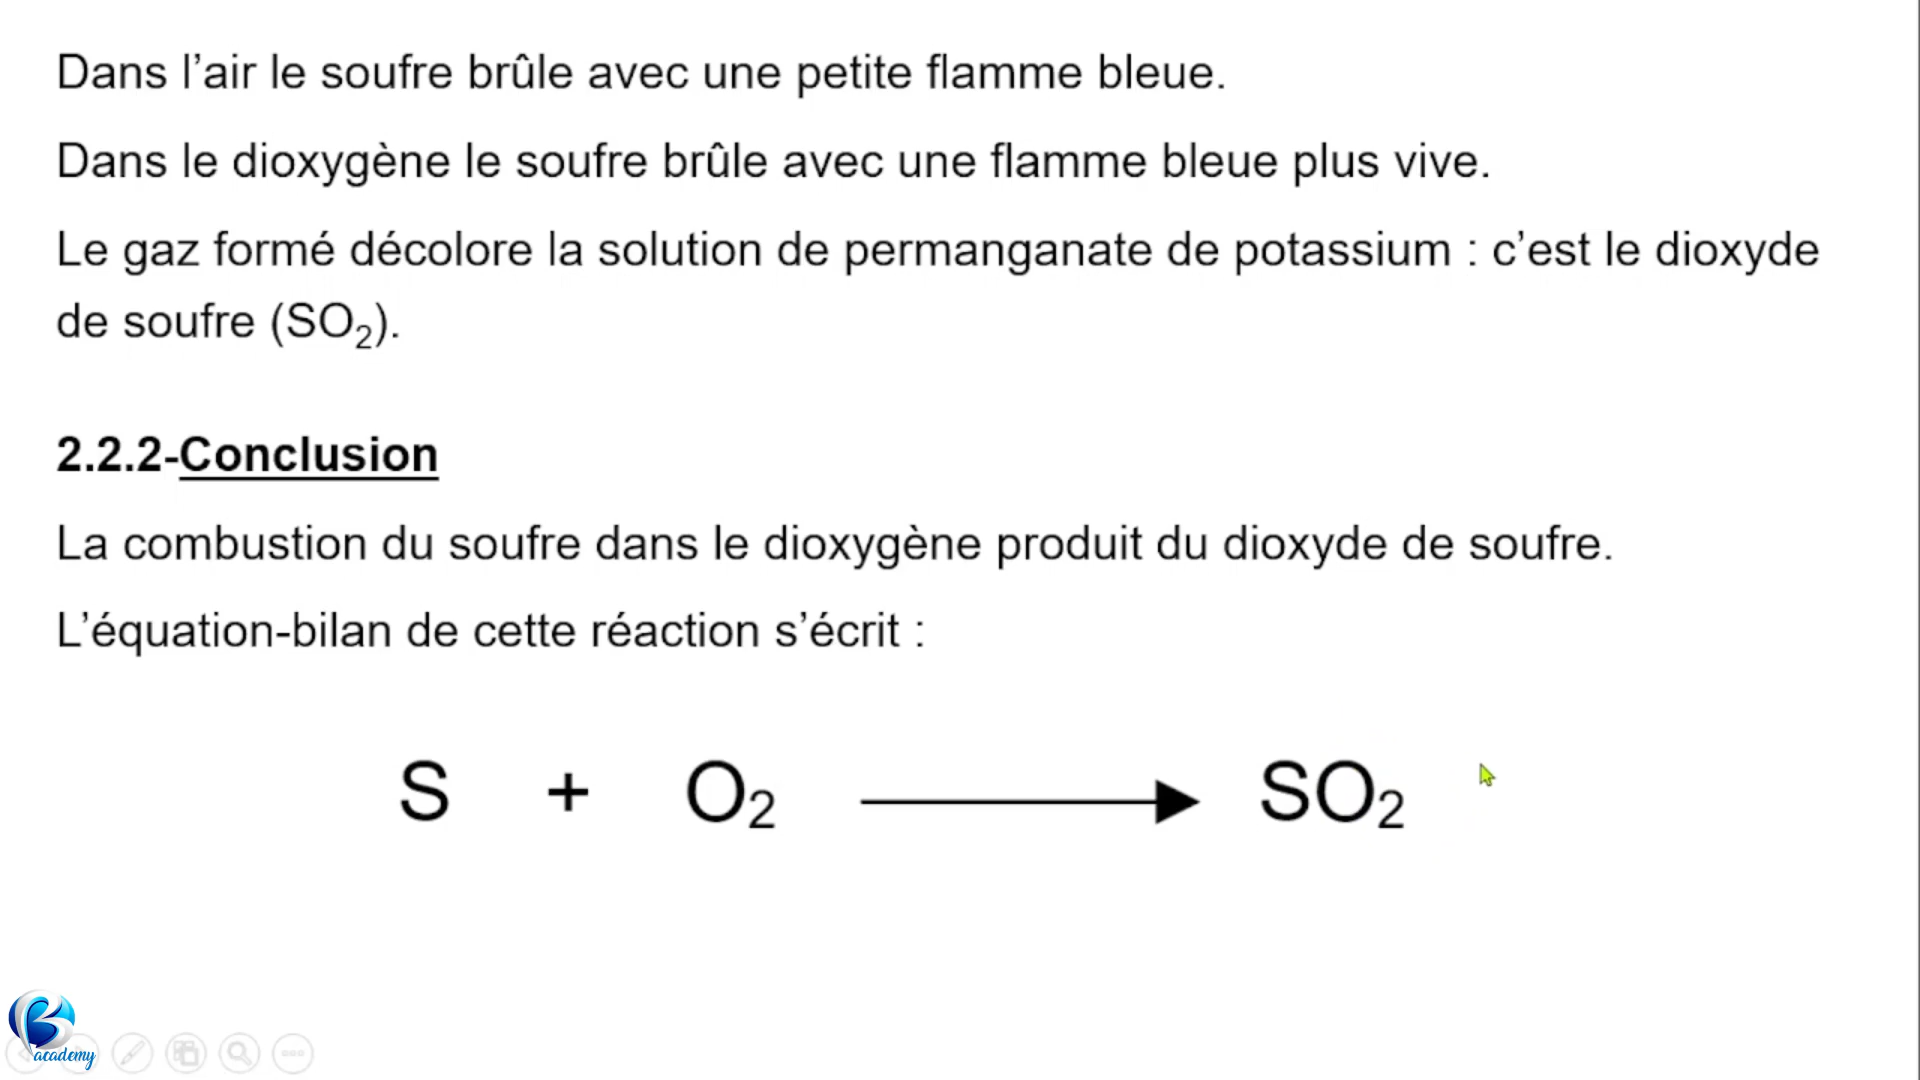 Dans l’air le soufre brûle avec une petite flamme bleue.
Dans le dioxygène le soufre brûle avec une flamme bleue plus vive.
Le gaz formé décolore la solution de permanganate de potassium : c’est le dioxyde
de soufre (SO₂).
2.2.2-Conclusion
La combustion du soufre dans le dioxygène produit du dioxyde de soufre.
L’équation-bilan de cette réaction s’écrit :
S + O₂ ⟶ SO₂
B academy